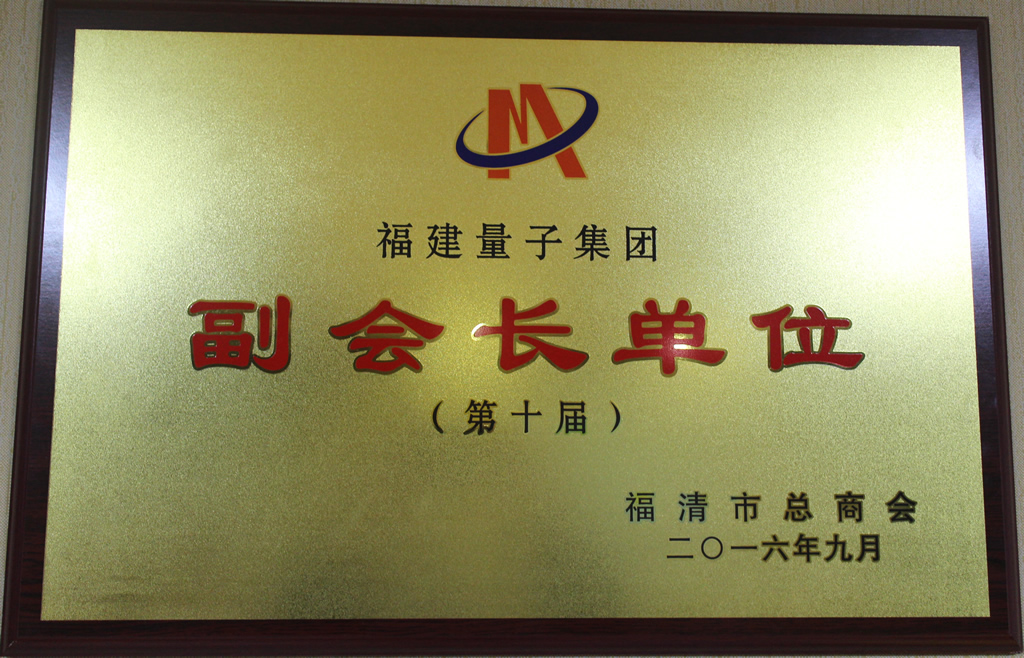 福建量子集团
副会长单位
（第十届）
福清市总商会
二〇一六年九月